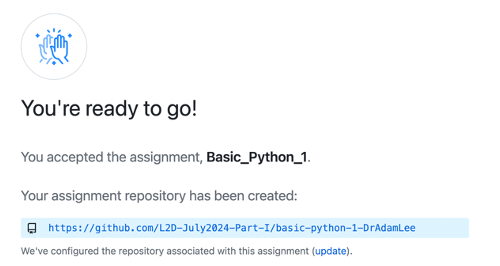 You're ready to go!
You accepted the assignment, Basic_Python_1.
Your assignment repository has been created:
https://github.com/L2D-July2024-Part-I/basic-python-1-DrAdamLee
We've configured the repository associated with this assignment (update).